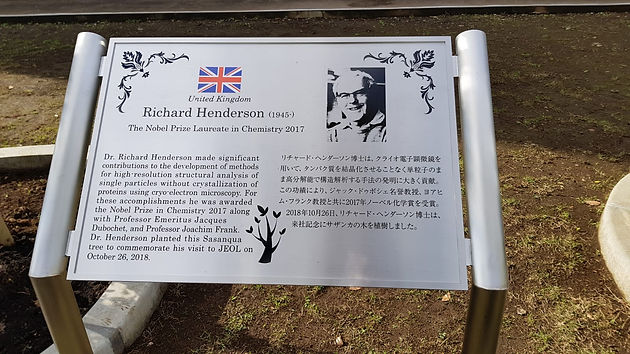 United Kingdom
Richard Henderson (1945-)
The Nobel Prize Laureate in Chemistry 2017
Dr. Richard Henderson made significant
contributions to the development of methods
for high-resolution structural analysis of
single particles without crystallization of
proteins using cryo-electron microscopy. For
these accomplishments he was awarded
the Nobel Prize in Chemistry 2017 along
with Professor Emeritus Jacques
Dubochet, and Professor Joachim Frank.
Dr. Henderson planted this Sasanqua
tree to commemorate his visit to JEOL on
October 26, 2018.
リチャード・ヘンダーソン博士は、クライオ電子顕微鏡を
用いて、タンパク質を結晶化させることなく単粒子のま
まま高分解能で構造解析する手法の発明に大きく貢献。
この功績により、ジャック・ドゥボシェ名誉教授、ヨアヒ
ム・フランク教授と共に2017年ノーベル化学賞を受賞。
2018年10月26日、リチャード・ヘンダーソン博士は、
来社記念にサザンカの木を植樹しました。